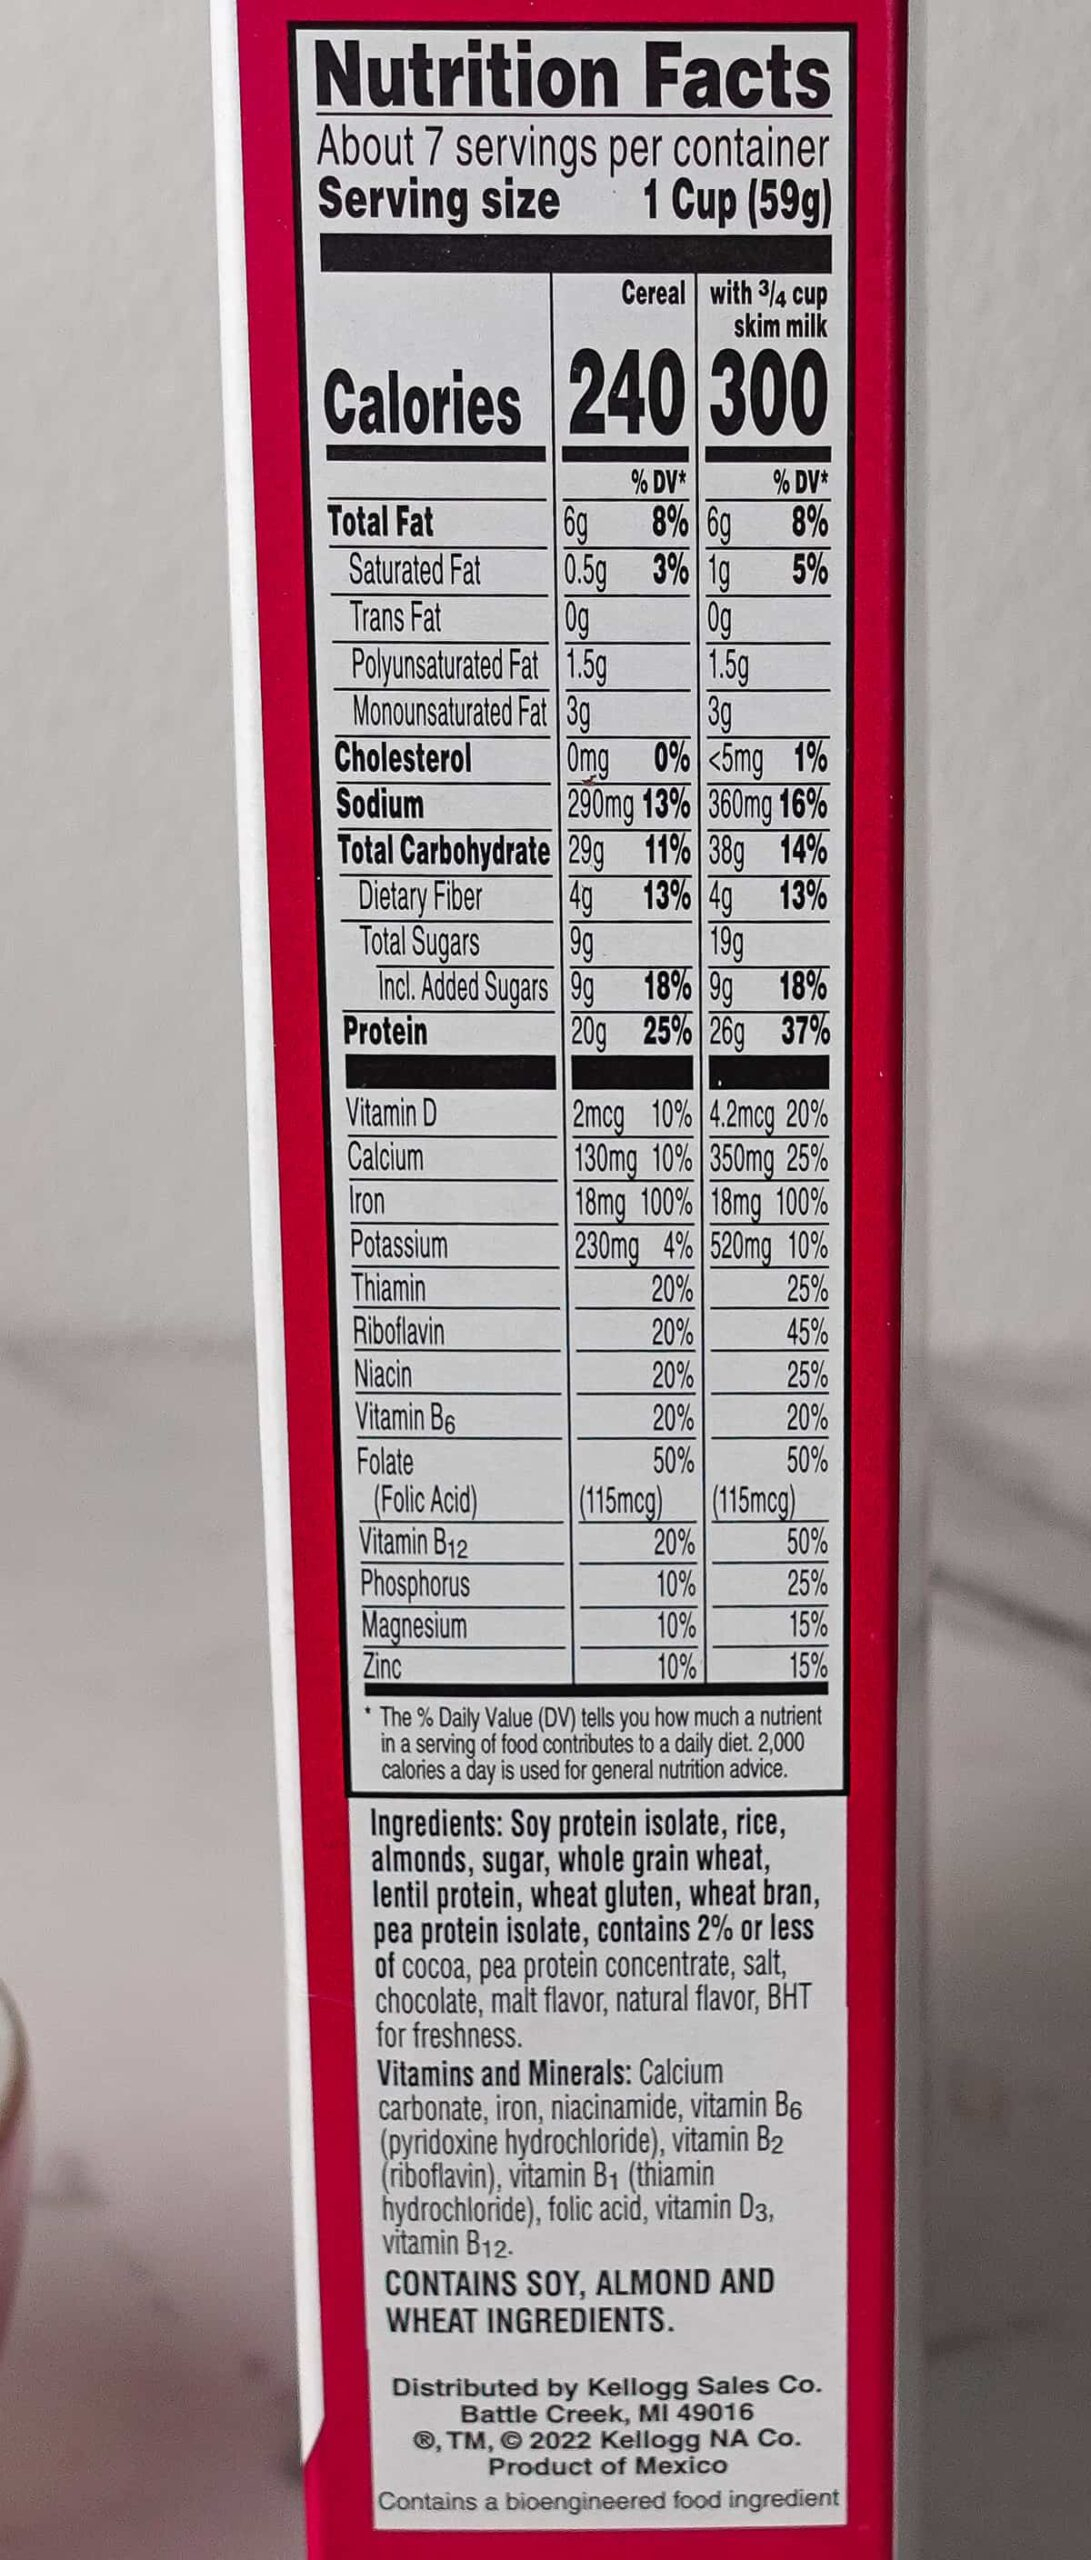 Nutrition Facts
About 7 servings per container
Serving size 1 Cup (59g)
Cereal with 3/4 cup
skim milk
Calories 240 300
% DV* % DV*
Total Fat 6g 8% 6g 8%
Saturated Fat 0.5g 3% 1g 5%
Trans Fat 0g 0g
Polyunsaturated Fat 1.5g 1.5g
Monounsaturated Fat 3g 3g
Cholesterol 0mg 0% <5mg 1%
Sodium 290mg 13% 360mg 16%
Total Carbohydrate 29g 11% 38g 14%
Dietary Fiber 4g 13% 4g 13%
Total Sugars 9g 19g
Incl. Added Sugars 9g 18% 9g 18%
Protein 20g 25% 26g 37%
Vitamin D 2mcg 10% 4.2mcg 20%
Calcium 130mg 10% 350mg 25%
Iron 18mg 100% 18mg 100%
Potassium 230mg 4% 520mg 10%
Thiamin 20% 25%
Riboflavin 20% 45%
Niacin 20% 25%
Vitamin B6 20% 20%
Folate 50% 50%
(Folic Acid) (115mcg) (115mcg)
Vitamin B12 20% 50%
Phosphorus 10% 25%
Magnesium 10% 15%
Zinc 10% 15%
* The % Daily Value (DV) tells you how much a nutrient
in a serving of food contributes to a daily diet. 2,000
calories a day is used for general nutrition advice.
Ingredients: Soy protein isolate, rice,
almonds, sugar, whole grain wheat,
lentil protein, wheat gluten, wheat bran,
pea protein isolate, contains 2% or less
of cocoa, pea protein concentrate, salt,
chocolate, malt flavor, natural flavor, BHT
for freshness.
Vitamins and Minerals: Calcium
carbonate, iron, niacinamide, vitamin B6
(pyridoxine hydrochloride), vitamin B2
(riboflavin), vitamin B1 (thiamin
hydrochloride), folic acid, vitamin D3,
vitamin B12.
CONTAINS SOY, ALMOND AND
WHEAT INGREDIENTS.
Distributed by Kellogg Sales Co.
Battle Creek, MI 49016
®, TM, © 2022 Kellogg NA Co.
Product of Mexico
Contains a bioengineered food ingredient